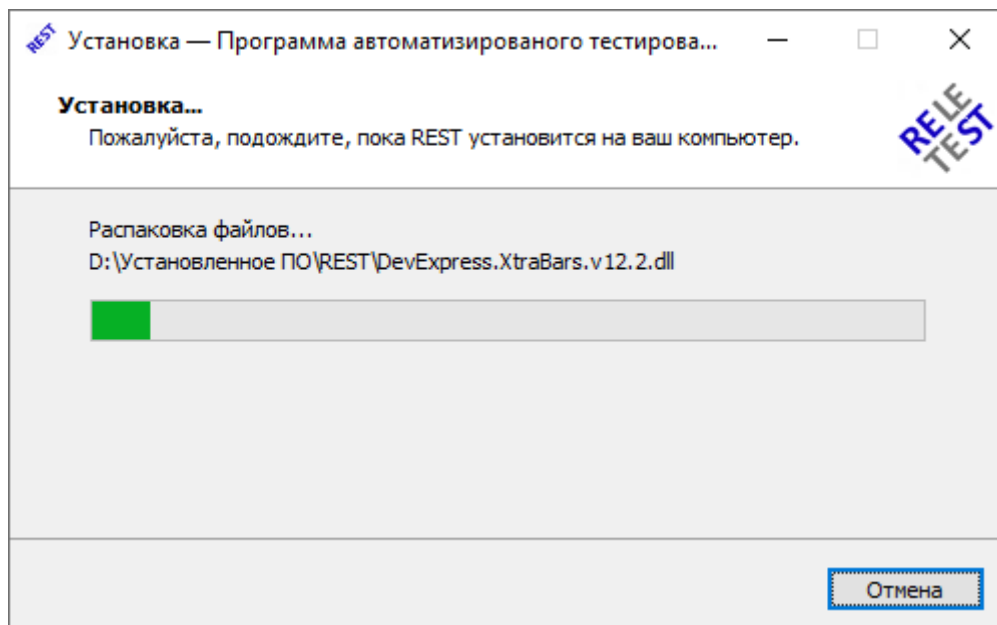 REST Установка — Программа автоматизированого тестирова...
Установка...
Пожалуйста, подождите, пока REST установится на ваш компьютер.
RELE
TEST
Распаковка файлов...
D:\Установленное ПО\REST\DevExpress.XtraBars.v12.2.dll
Отмена